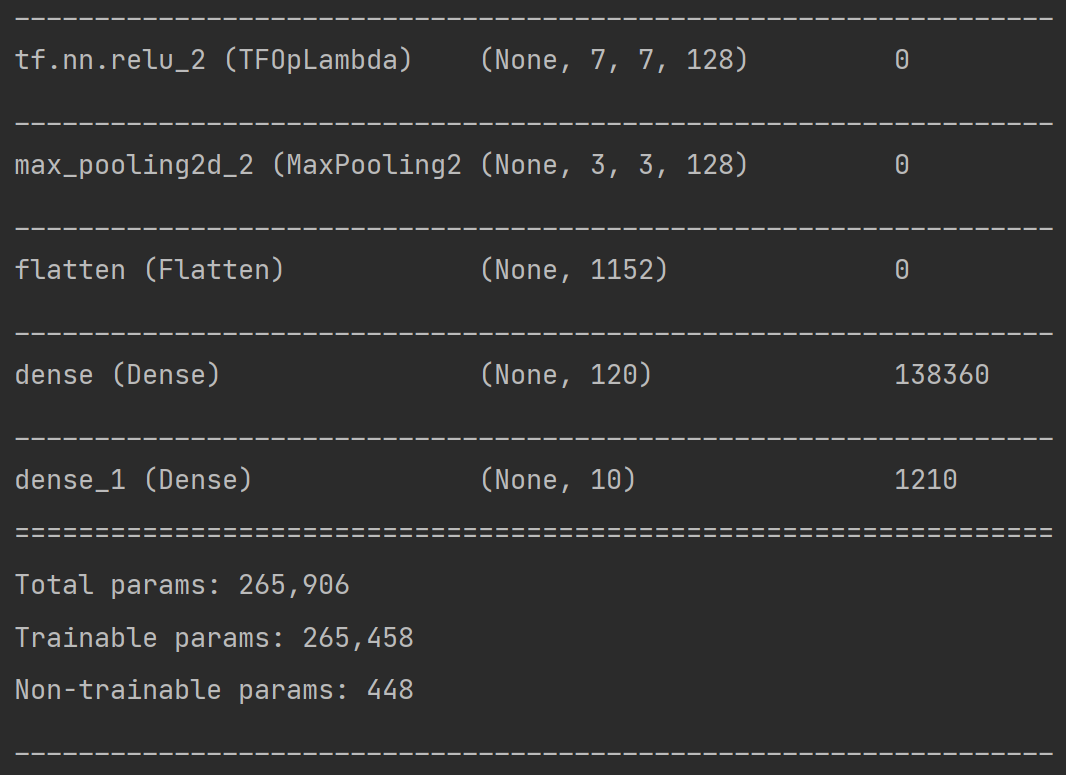 _________________________________________________________________
tf.nn.relu_2 (TFOpLambda)    (None, 7, 7, 128)         0
_________________________________________________________________
max_pooling2d_2 (MaxPooling2 (None, 3, 3, 128)         0
_________________________________________________________________
flatten (Flatten)            (None, 1152)              0
_________________________________________________________________
dense (Dense)                (None, 120)               138360
_________________________________________________________________
dense_1 (Dense)              (None, 10)                1210
=================================================================
Total params: 265,906
Trainable params: 265,458
Non-trainable params: 448
_________________________________________________________________